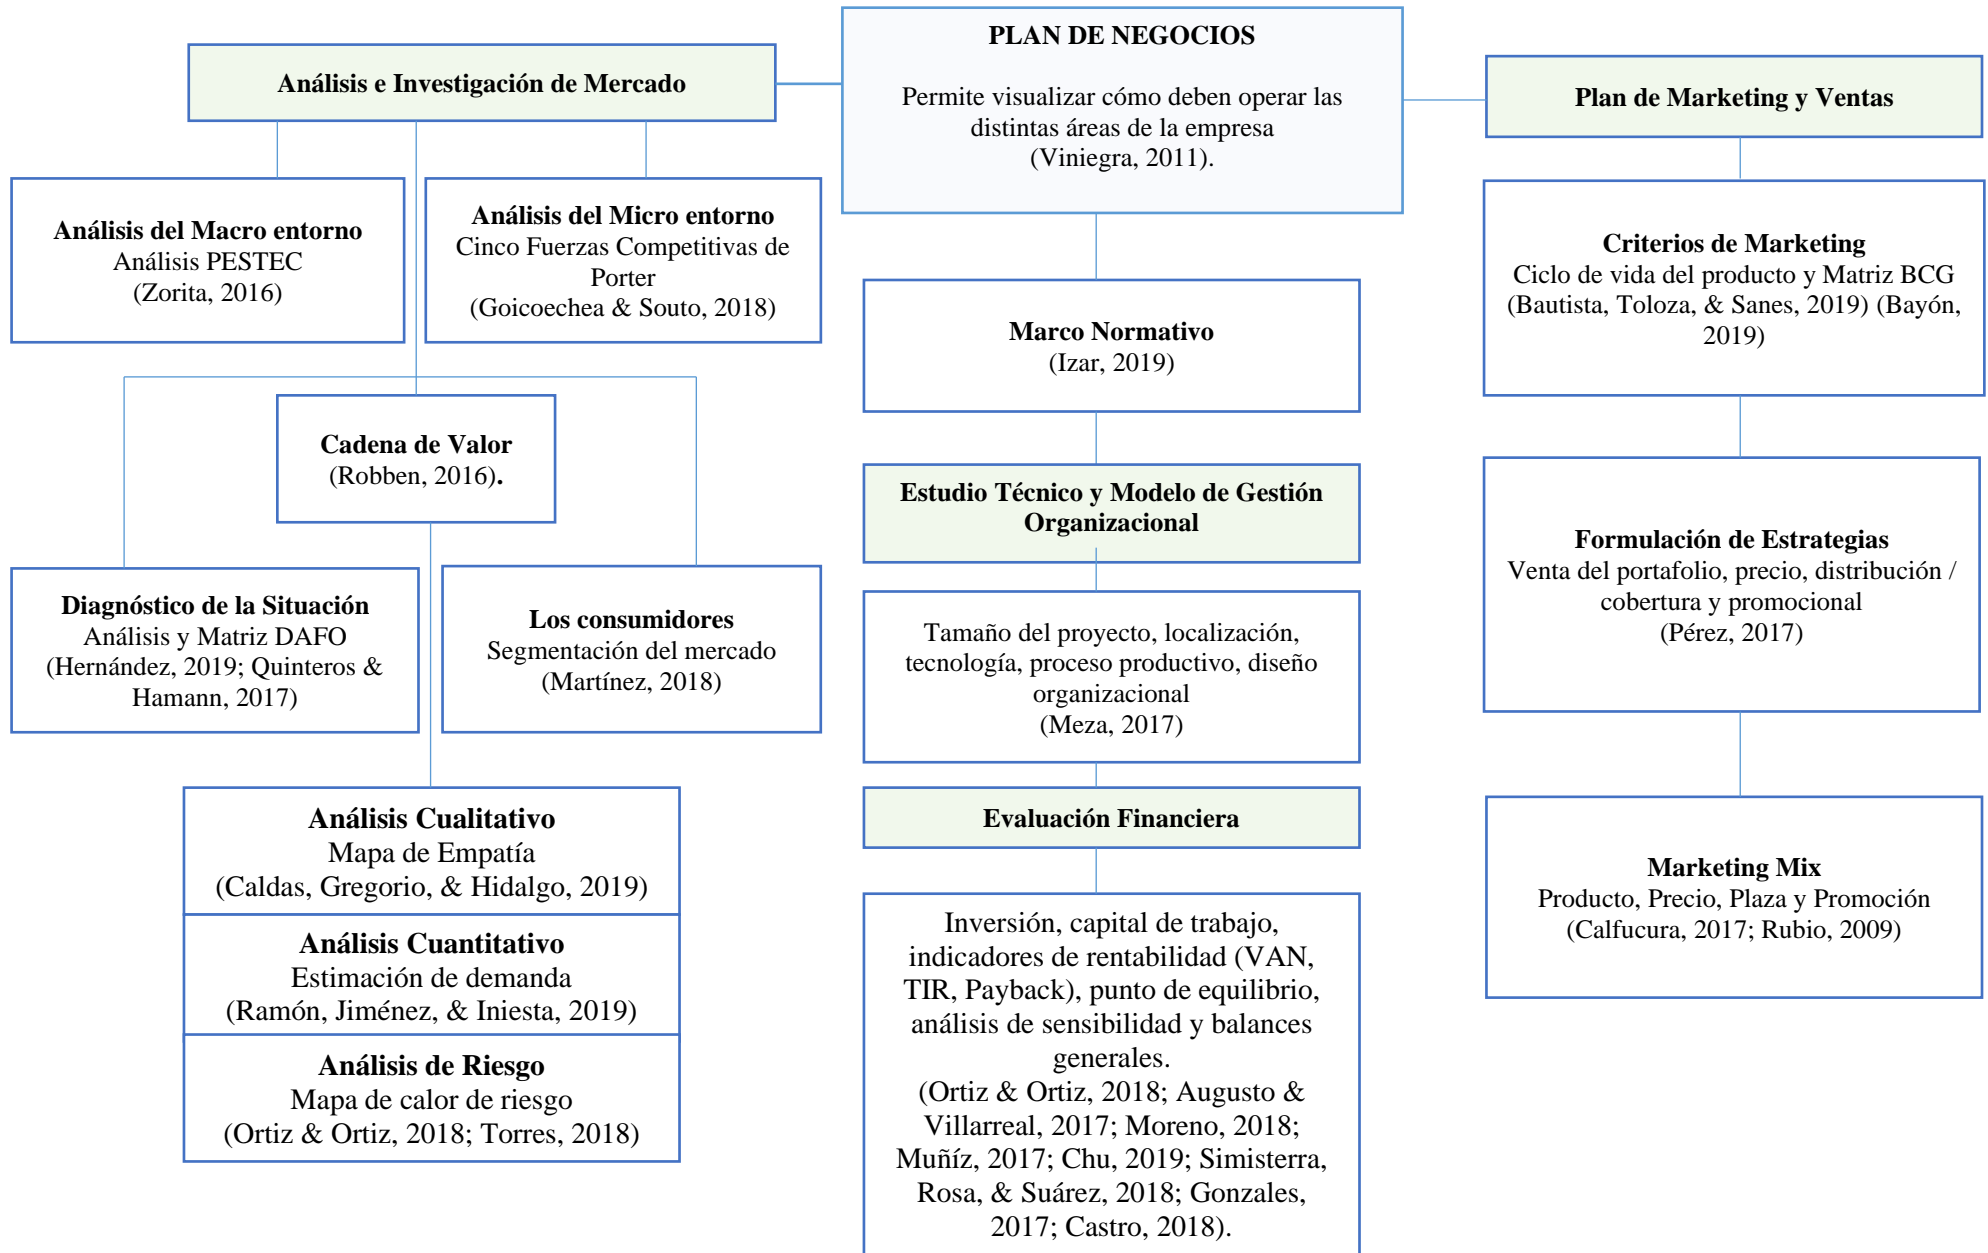 PLAN DE NEGOCIOS
Permite visualizar cómo deben operar las
distintas áreas de la empresa
(Viniegra, 2011).
Análisis e Investigación de Mercado
Análisis del Macro entorno
Análisis PESTEC
(Zorita, 2016)
Análisis del Micro entorno
Cinco Fuerzas Competitivas de
Porter
(Goicoechea & Souto, 2018)
Cadena de Valor
(Robben, 2016).
Diagnóstico de la Situación
Análisis y Matriz DAFO
(Hernández, 2019; Quinteros &
Hamann, 2017)
Los consumidores
Segmentación del mercado
(Martínez, 2018)
Análisis Cualitativo
Mapa de Empatía
(Caldas, Gregorio, & Hidalgo, 2019)
Análisis Cuantitativo
Estimación de demanda
(Ramón, Jiménez, & Iniesta, 2019)
Análisis de Riesgo
Mapa de calor de riesgo
(Ortiz & Ortiz, 2018; Torres, 2018)
Marco Normativo
(Izar, 2019)
Estudio Técnico y Modelo de Gestión
Organizacional
Tamaño del proyecto, localización,
tecnología, proceso productivo, diseño
organizacional
(Meza, 2017)
Evaluación Financiera
Inversión, capital de trabajo,
indicadores de rentabilidad (VAN,
TIR, Payback), punto de equilibrio,
análisis de sensibilidad y balances
generales.
(Ortiz & Ortiz, 2018; Augusto &
Villarreal, 2017; Moreno, 2018;
Muñíz, 2017; Chu, 2019; Simisterra,
Rosa, & Suárez, 2018; Gonzales,
2017; Castro, 2018).
Plan de Marketing y Ventas
Criterios de Marketing
Ciclo de vida del producto y Matriz BCG
(Bautista, Toloza, & Sanes, 2019) (Bayón,
2019)
Formulación de Estrategias
Venta del portafolio, precio, distribución /
cobertura y promocional
(Pérez, 2017)
Marketing Mix
Producto, Precio, Plaza y Promoción
(Calfucura, 2017; Rubio, 2009)